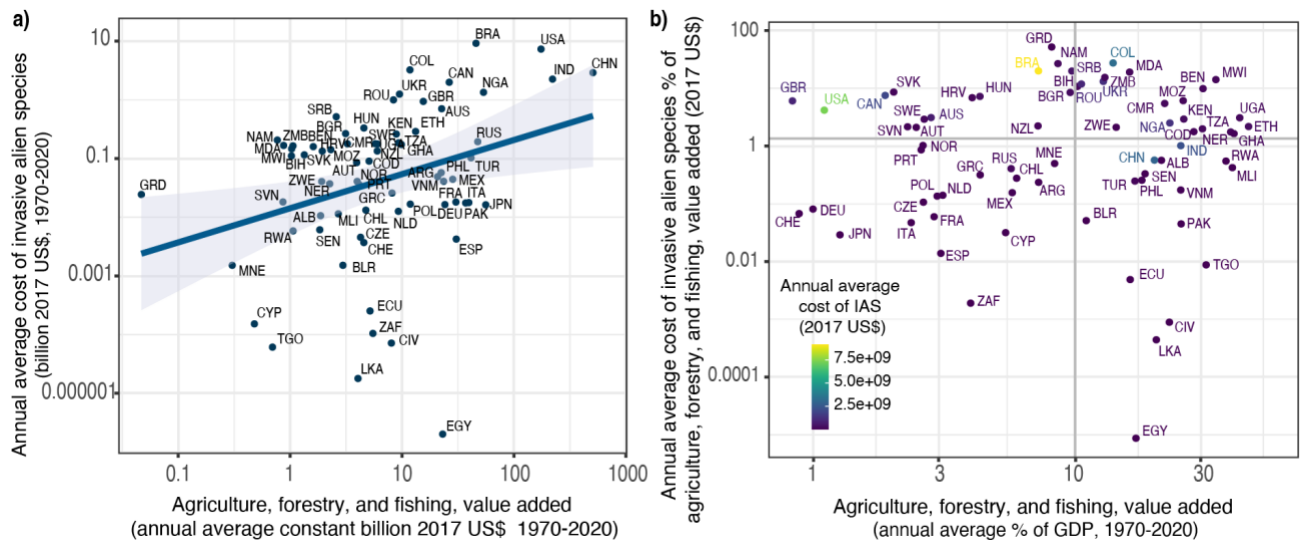 a)
Annual average cost of invasive alien species
(billion 2017 US$, 1970-2020)
10
0.1
0.001
0.000001
0.1
1
10
100
1000
Agriculture, forestry, and fishing, value added
(annual average constant billion 2017 US$ 1970-2020)
BRA
USA
COL
IND
CHN
CAN
NGA
UKR
ROU
GBR
AUS
SRB
HUN
BGR
KEN
ETH
RUS
NAM
ZMB
BEN
HRV
CMR
SWE
UGA
TZA
MDA
NZL
GHA
MWI
BIH
SVK
MOZ
COD
AUT
ARG
PHL
TUR
GRD
ZWE
NER
PRT
VNM
MEX
SVN
GRC
FRA
ITA
JPN
ALB
MLI
CHL
POL
DEU
PAK
NLD
RWA
SEN
CZE
CHE
ESP
MNE
BLR
CYP
ECU
TGO
ZAF
CIV
LKA
EGY
b)
Annual average cost of invasive alien species % of
agriculture, forestry, and fishing, value added (2017 US$)
100
1
0.01
0.0001
1
3
10
30
Agriculture, forestry, and fishing, value added
(annual average % of GDP, 1970-2020)
Annual average
cost of IAS
(2017 US$)
7.5e+09
5.0e+09
2.5e+09
GRD
NAM
COL
BRA
SRB
MDA
BIH
ZMB
BEN
MWI
GBR
USA
CAN
SVK
HRV
HUN
BGR
ROU
UKR
MOZ
CMR
KEN
UGA
SWE
AUS
TZA
SVN
AUT
NZL
ZWE
NGA
ETH
COD
NER
GHA
PRT
NOR
IND
CHN
ALB
RWA
GRC
RUS
CHL
MNE
SEN
MLI
TUR
PHL
VNM
POL
NLD
MEX
ARG
CHE
DEU
CZE
FRA
BLR
PAK
JPN
ITA
CYP
ESP
TGO
ECU
ZAF
CIV
LKA
EGY